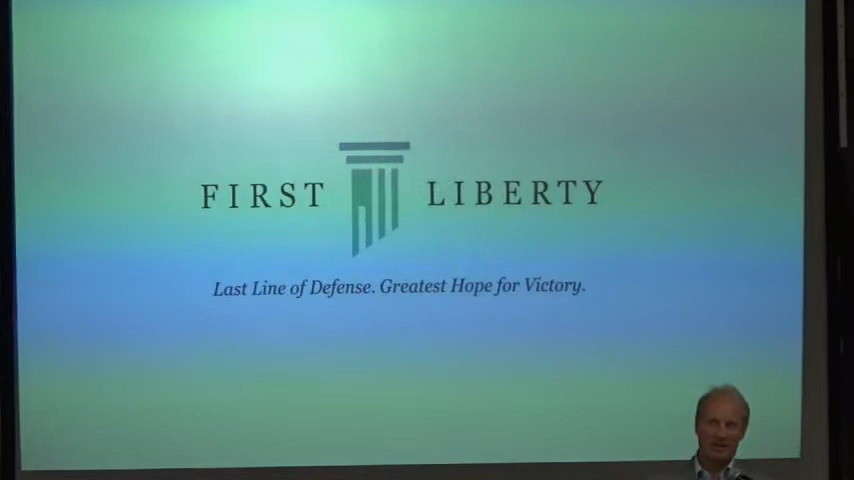 FIRST LIBERTY
Last Line of Defense. Greatest Hope for Victory.